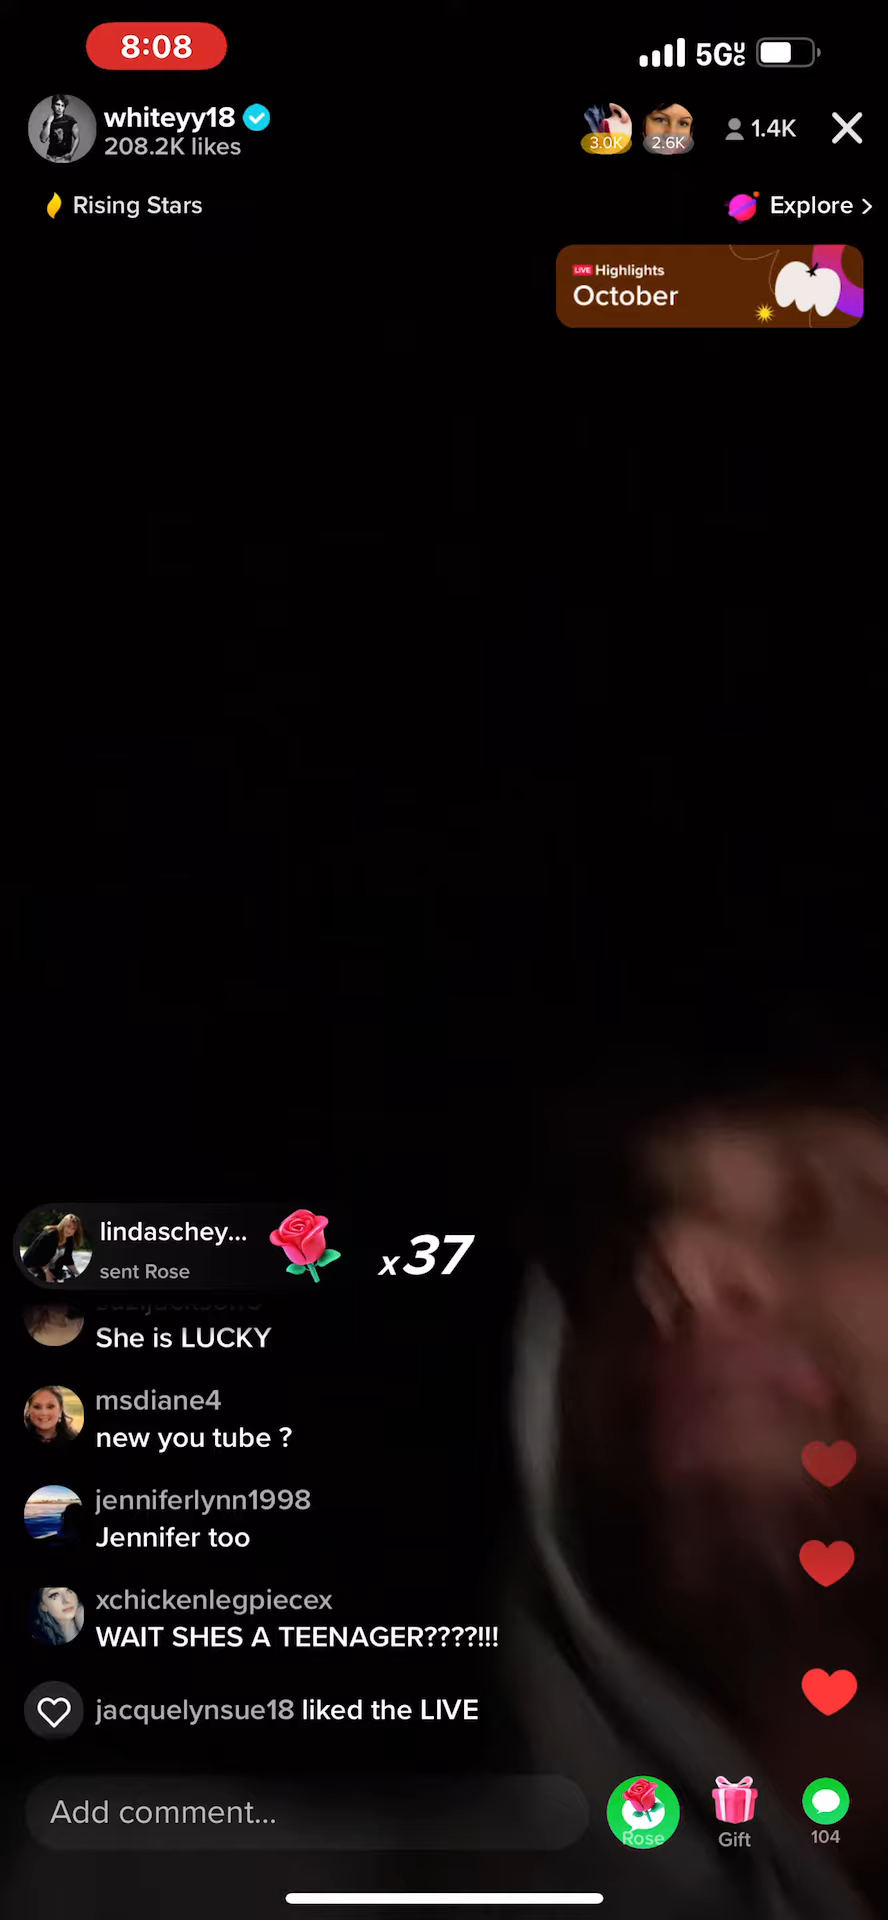 8:08
5G UC
whiteyy18
208.2K likes
3.0K
2.6K
1.4K
Rising Stars
Explore >
LIVE Highlights
October
lindaschey...
sent Rose
x37
She is LUCKY
msdiane4
new you tube ?
jenniferlynn1998
Jennifer too
xchickenlegpiecex
WAIT SHES A TEENAGER????!!!
jacquelynsue18 liked the LIVE
Add comment...
Rose
Gift
104